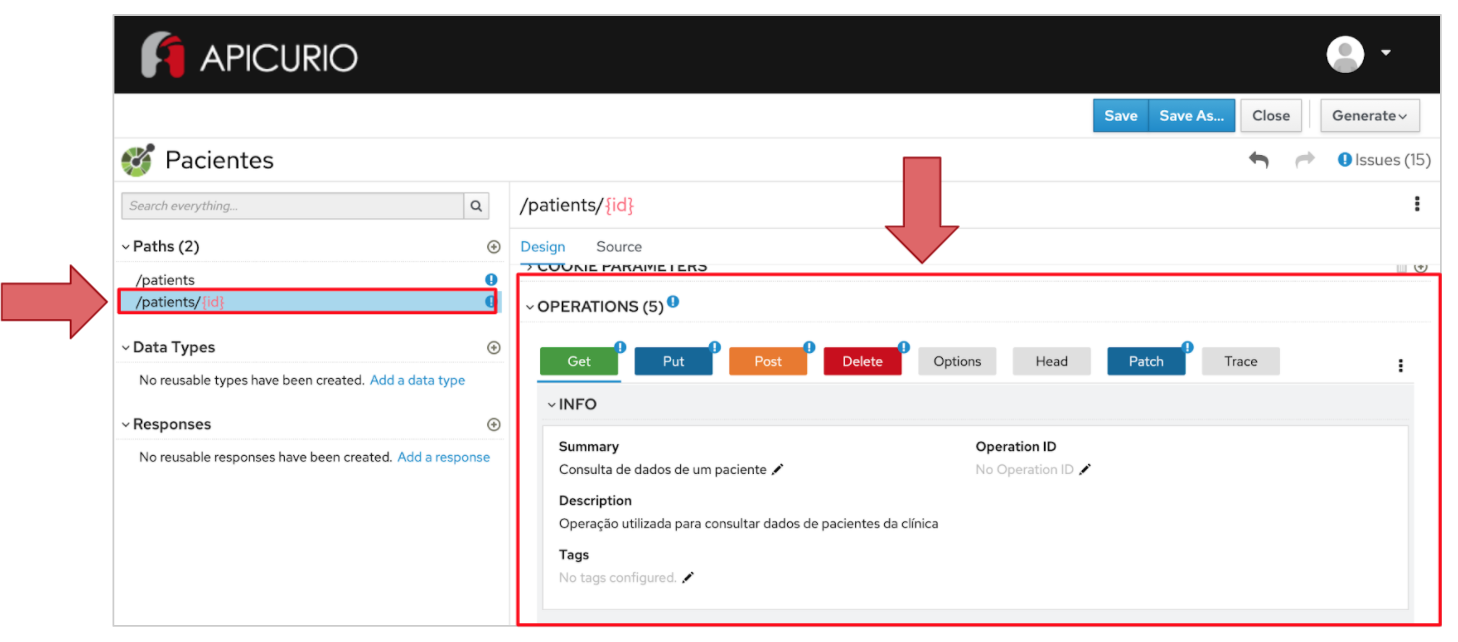 APICURIO
Save Save As... Close Generate
Pacientes
Issues (15)
Search everything...
/patients/{id}
Paths (2)
Design Source
COOKIE PARAMETERS
/patients
/patients/{id}
OPERATIONS (5)
Data Types
No reusable types have been created. Add a data type
Get Put Post Delete Options Head Patch Trace
INFO
Responses
No reusable responses have been created. Add a response
Summary
Consulta de dados de um paciente
Operation ID
No Operation ID
Description
Operação utilizada para consultar dados de pacientes da clínica
Tags
No tags configured.